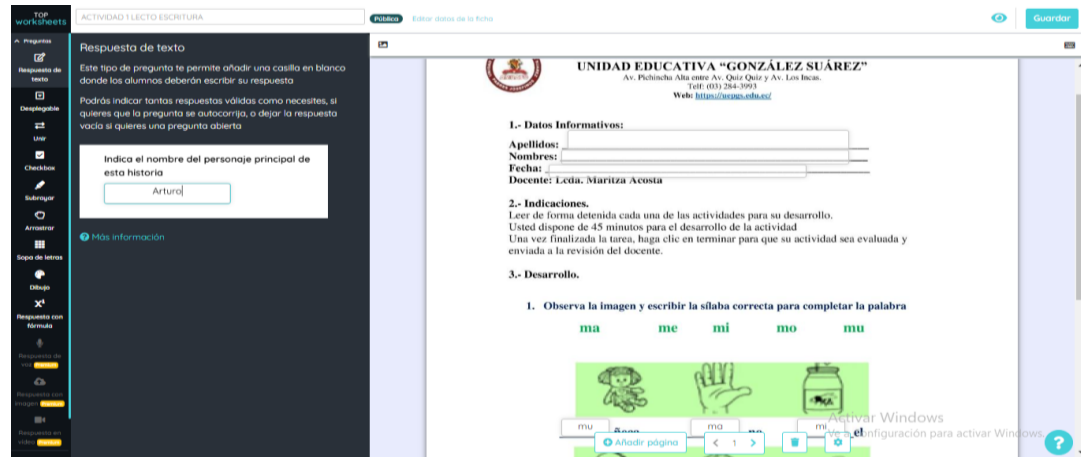 TOP
worksheets
ACTIVIDAD 1 LECTO ESCRITURA
Pública
Editar datos de la ficha
Guardar
Preguntas
Respuesta de
texto
Desplegable
Unir
Checkbox
Subrayar
Arrastrar
Sopa de letras
Dibujo
Respuesta con
fórmula
Respuesta de
voz
Respuesta con
imagen
Respuesta en
vídeo
Respuesta de texto
Este tipo de pregunta te permite añadir una casilla en blanco
donde los alumnos deberán escribir su respuesta
Podrás indicar tantas respuestas válidas como necesites, si
quieres que la pregunta se autocorrija, o dejar la respuesta
vacía si quieres una pregunta abierta
Indica el nombre del personaje principal de
esta historia
Arturo
Más información
UNIDAD EDUCATIVA “GONZÁLEZ SUÁREZ”
Av. Pichincha Alta entre Av. Quiz Quiz y Av. Los Incas.
Telf: (03) 284-3993
Web: https://uepgs.edu.ec/
1.- Datos Informativos:
Apellidos:
Nombres:
Fecha:
Docente: Lcda. Maritza Acosta
2.- Indicaciones.
Leer de forma detenida cada una de las actividades para su desarrollo.
Usted dispone de 45 minutos para el desarrollo de la actividad
Una vez finalizada la tarea, haga clic en terminar para que su actividad sea evaluada y
enviada a la revisión del docente.
3.- Desarrollo.
1. Observa la imagen y escribir la sílaba correcta para completar la palabra
ma me mi mo mu
mu ma mi el
Añadir página
< 1 >
Activar Windows
Ve a Configuración para activar Windows.
?